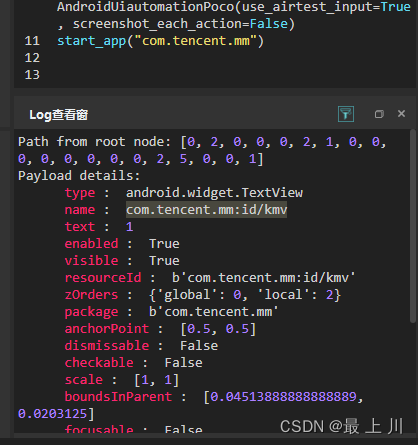 AndroidUiautomationPoco(use_airtest_input=True
, screenshot_each_action=False)
11 start_app("com.tencent.mm")
12
13
Log查看窗
Path from root node: [0, 2, 0, 0, 0, 2, 1, 0, 0,
0, 0, 0, 0, 0, 0, 2, 5, 0, 0, 1]
Payload details:
type : android.widget.TextView
name : com.tencent.mm:id/kmv
text : 1
enabled : True
visible : True
resourceId : b'com.tencent.mm:id/kmv'
zOrders : {'global': 0, 'local': 2}
package : b'com.tencent.mm'
anchorPoint : [0.5, 0.5]
dismissable : False
checkable : False
scale : [1, 1]
boundsInParent : [0.04513888888888889,
0.0203125]
focusable : False
CSDN @最 上 川